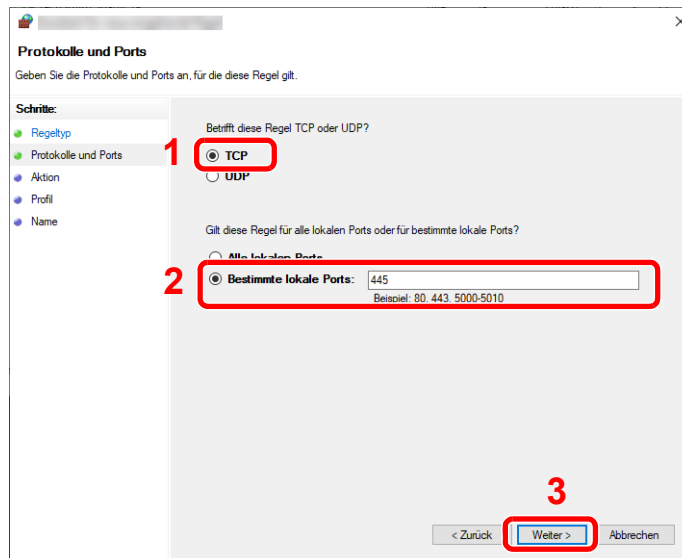 Protokolle und Ports
Geben Sie die Protokolle und Ports an, für die diese Regel gilt.
Schritte:
Regeltyp
Protokolle und Ports
Aktion
Profil
Name
Betrifft diese Regel TCP oder UDP?
1
TCP
UDP
Gilt diese Regel für alle lokalen Ports oder für bestimmte lokale Ports?
Alle lokalen Ports
2
Bestimmte lokale Ports: 445
Beispiel: 80, 443, 5000-5010
3
< Zurück Weiter > Abbrechen